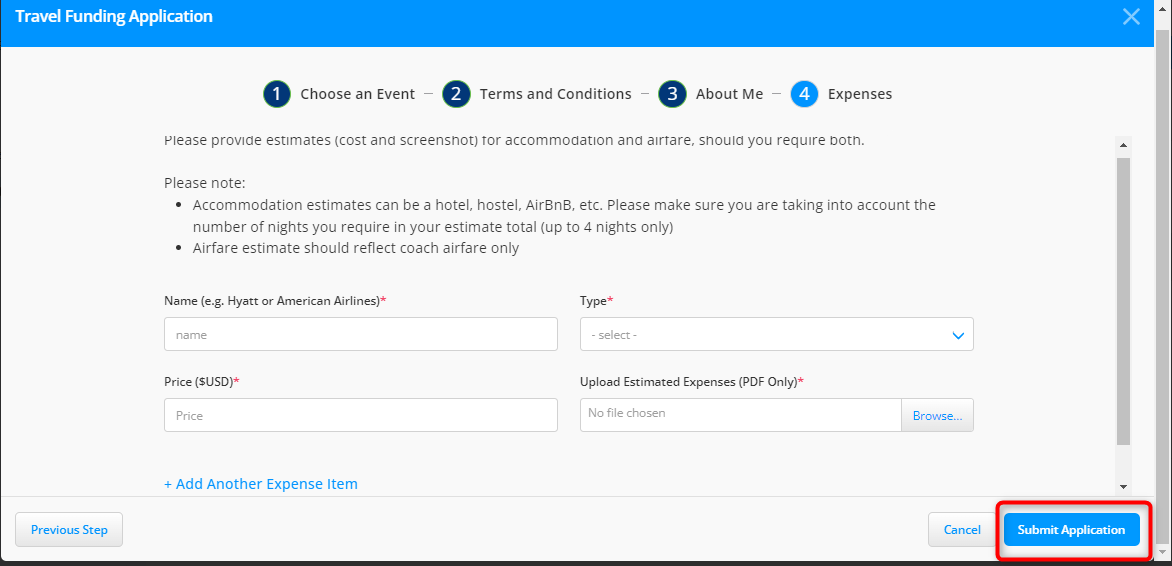 Travel Funding Application
1 Choose an Event – 2 Terms and Conditions – 3 About Me – 4 Expenses
Please provide estimates (cost and screenshot) for accommodation and airfare, should you require both.
Please note:
• Accommodation estimates can be a hotel, hostel, AirBnB, etc. Please make sure you are taking into account the
number of nights you require in your estimate total (up to 4 nights only)
• Airfare estimate should reflect coach airfare only
Name (e.g. Hyatt or American Airlines)* Type*
name - select -
Price ($USD)* Upload Estimated Expenses (PDF Only)*
Price No file chosen Browse...
+ Add Another Expense Item
Previous Step Cancel Submit Application